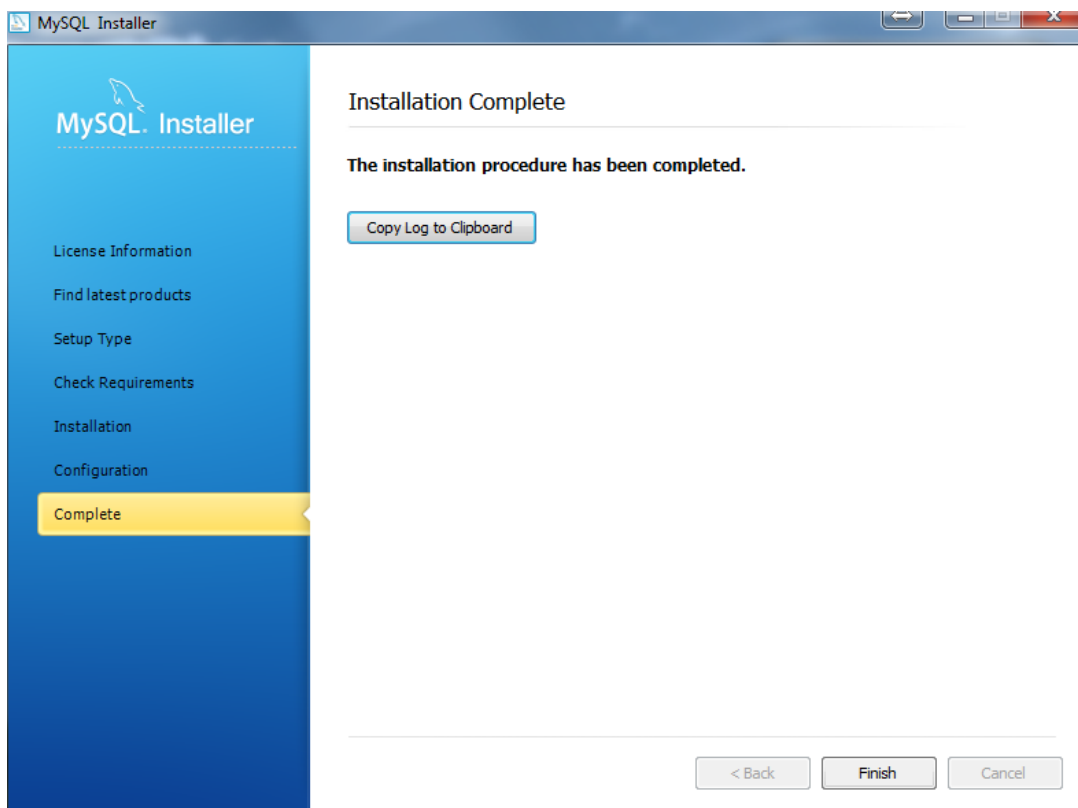 MySQL Installer
MySQL. Installer
License Information
Find latest products
Setup Type
Check Requirements
Installation
Configuration
Complete
Installation Complete
The installation procedure has been completed.
Copy Log to Clipboard
< Back
Finish
Cancel